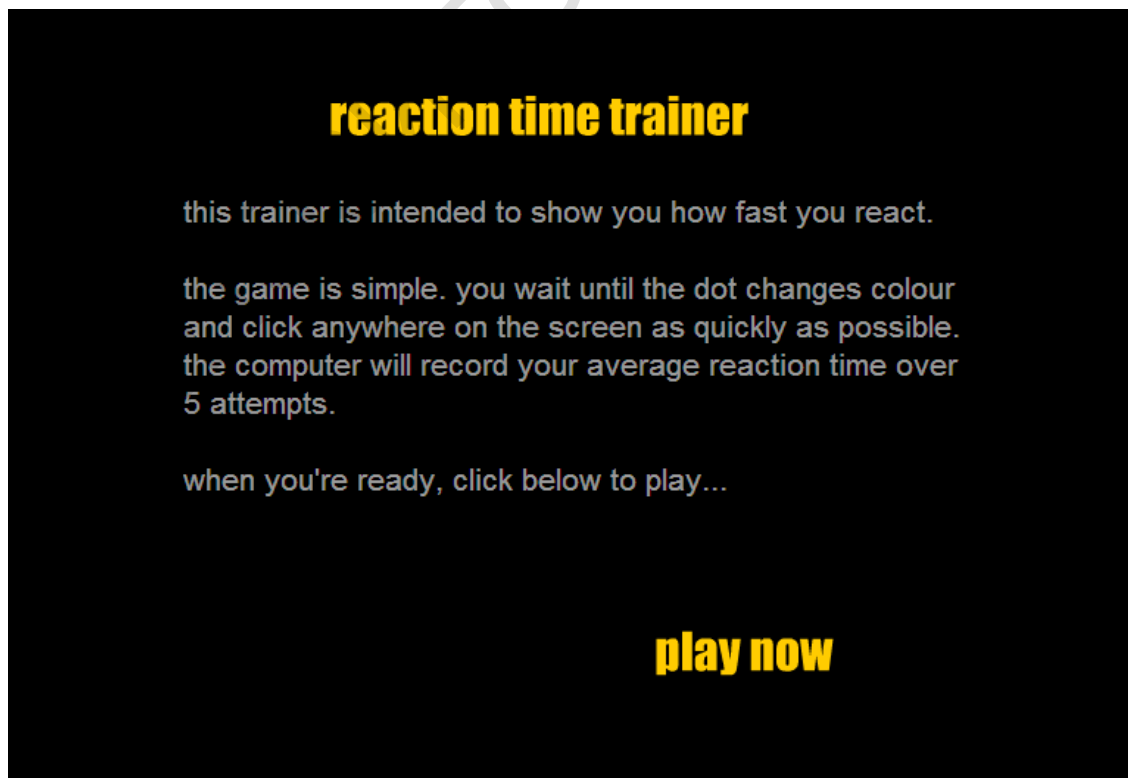 reaction time trainer
this trainer is intended to show you how fast you react.
the game is simple. you wait until the dot changes colour
and click anywhere on the screen as quickly as possible.
the computer will record your average reaction time over
5 attempts.
when you're ready, click below to play...
play now